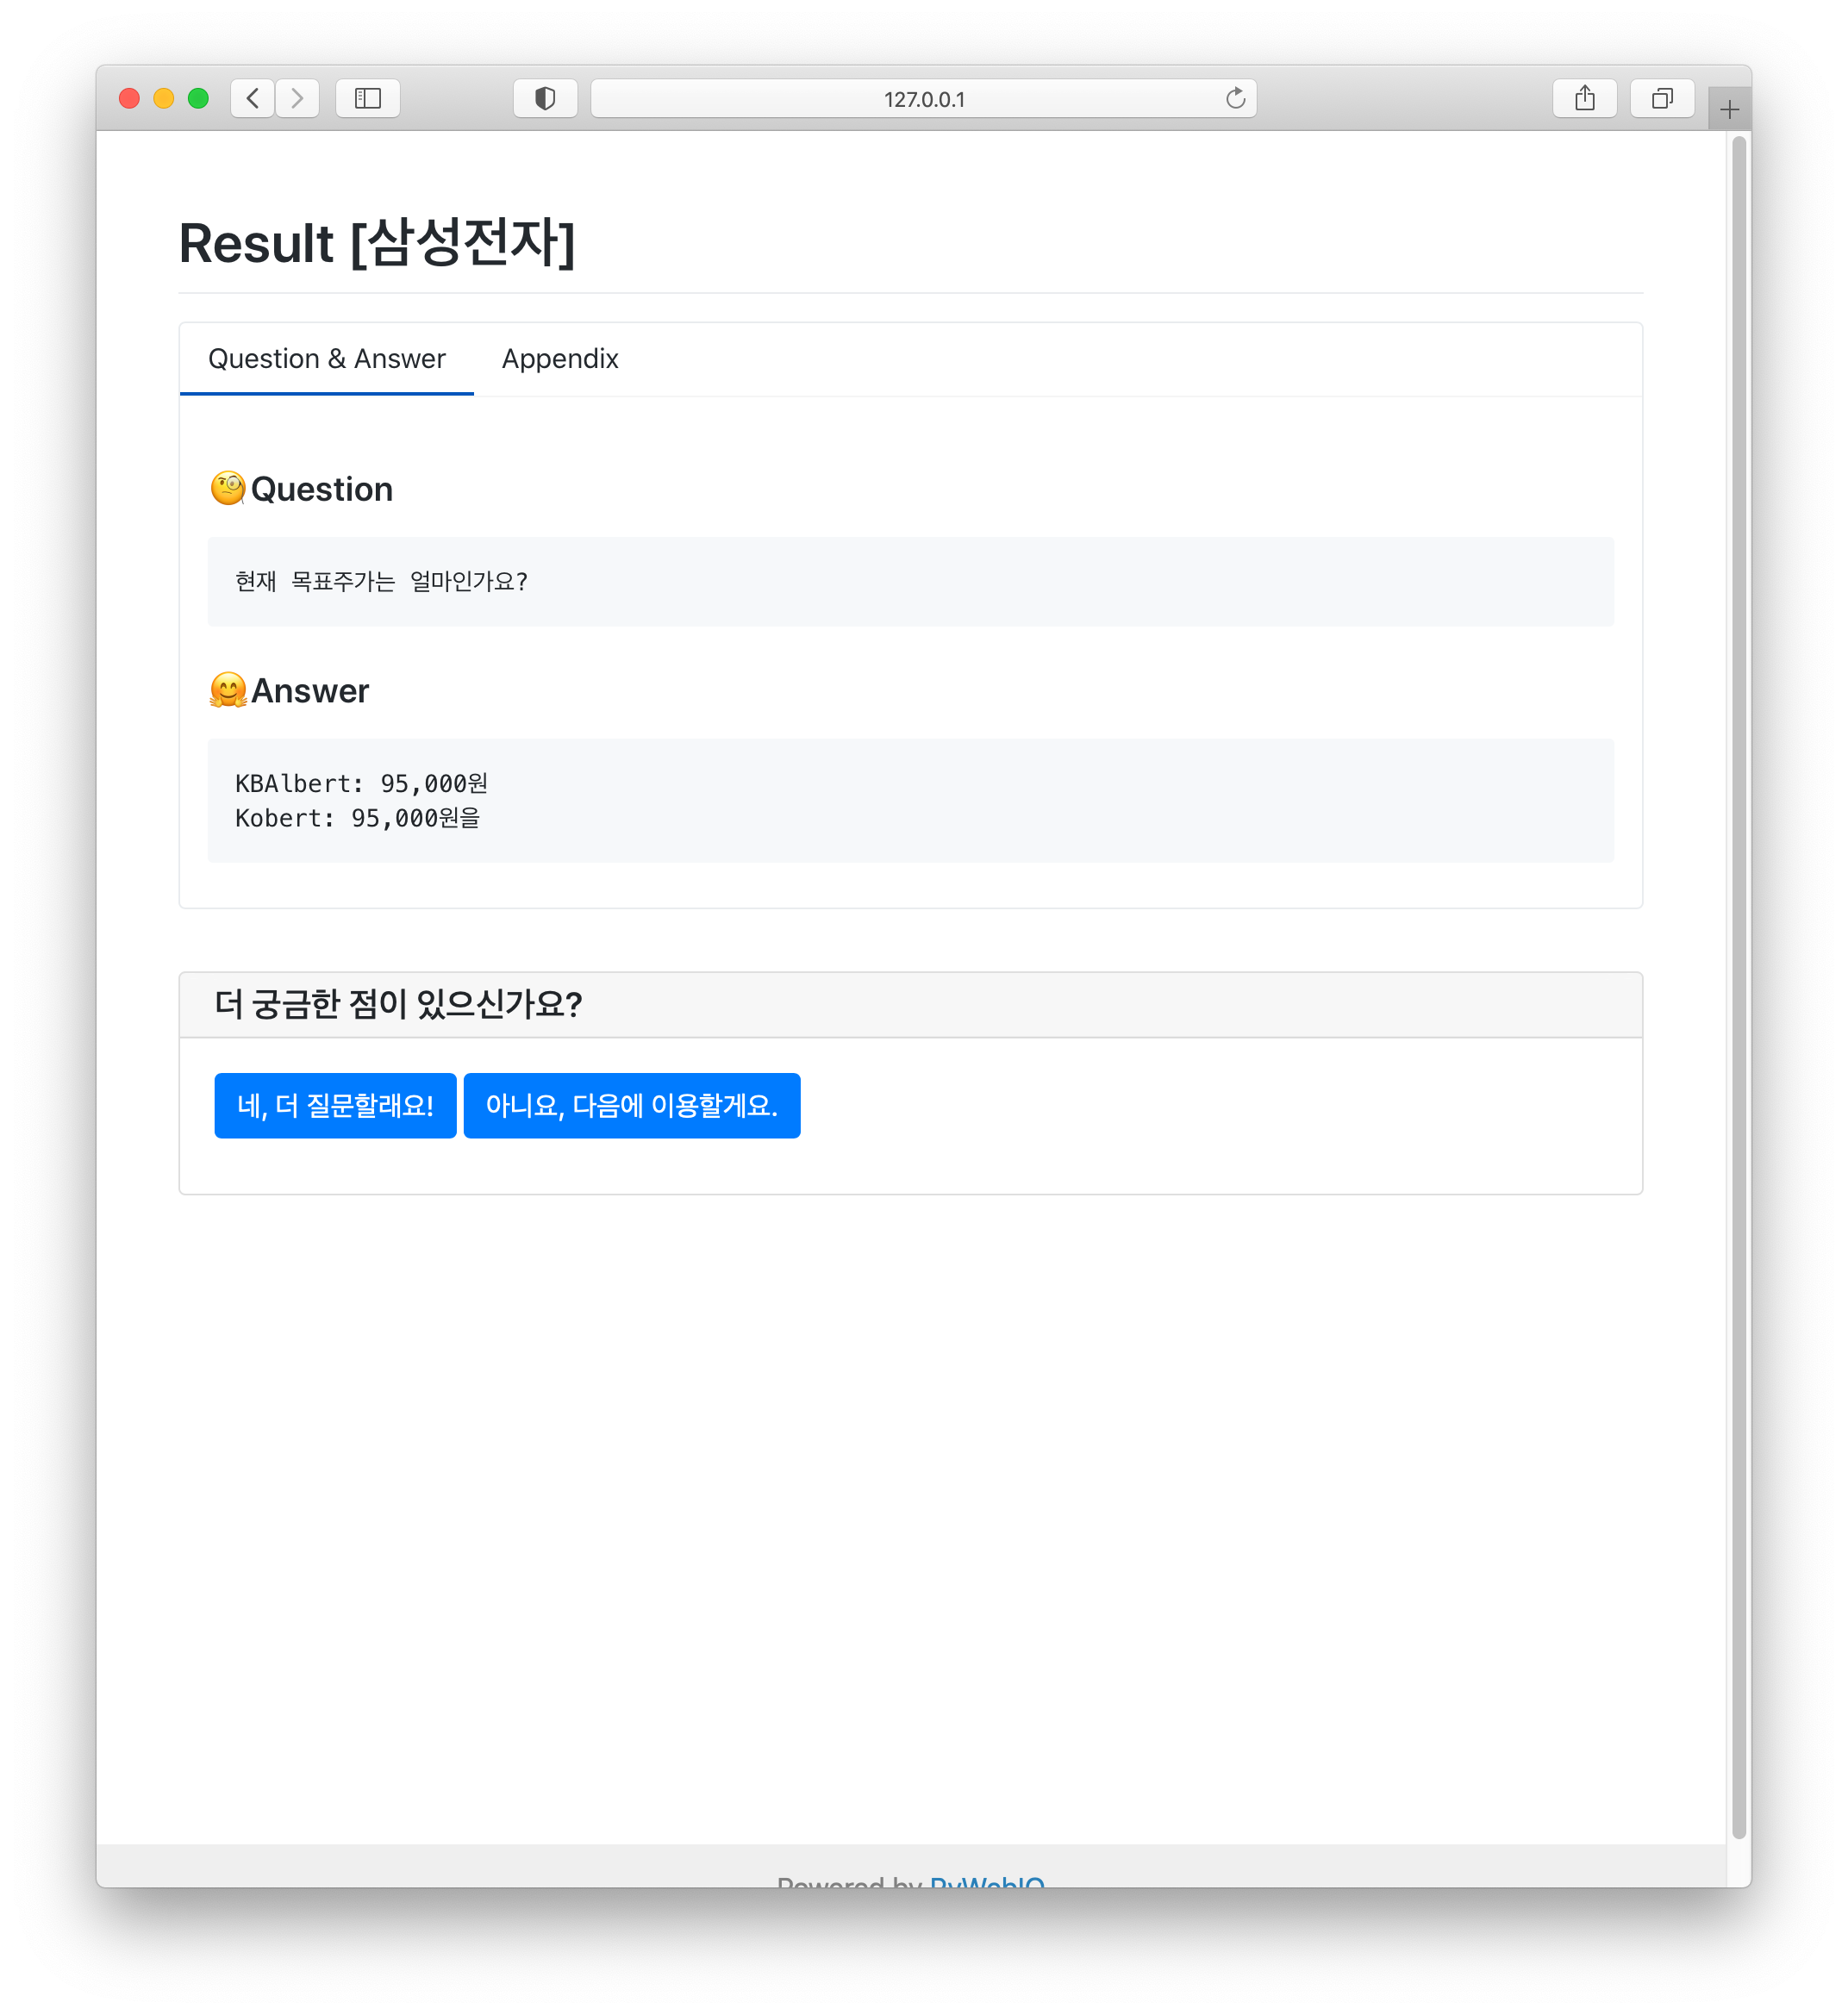 127.0.0.1
Result [삼성전자]
Question & Answer Appendix
🧐Question
현재 목표주가는 얼마인가요?
🤗Answer
KBAlbert: 95,000원
Kobert: 95,000원을
더 궁금한 점이 있으신가요?
네, 더 질문할래요! 아니요, 다음에 이용할게요.
Powered by PyWebIO